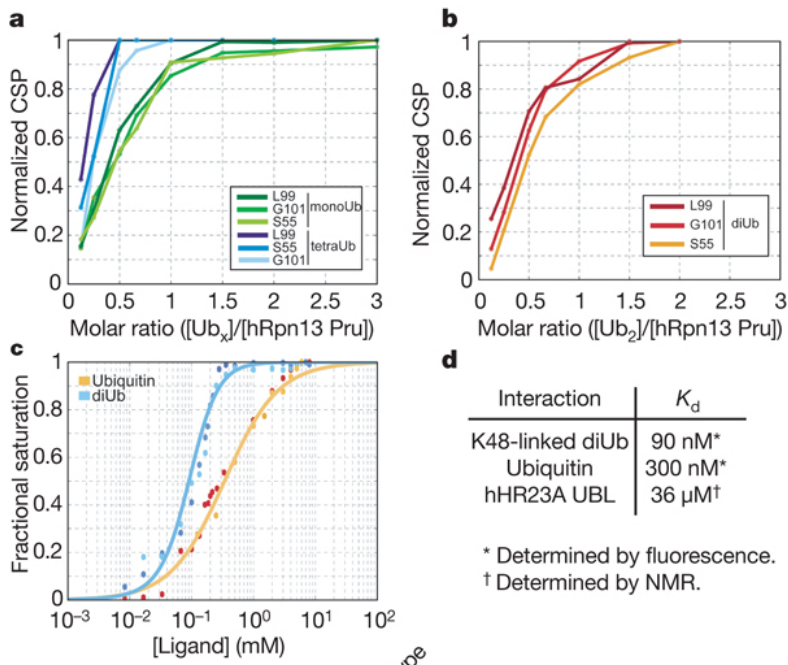 a
Normalized CSP
1
0.8
0.6
0.4
0.2
0
0 0.5 1 1.5 2 2.5 3
L99
G101 monoUb
S55
L99
S55 tetraUb
G101
Molar ratio ([Ubₓ]/[hRpn13 Pru])
b
Normalized CSP
1
0.8
0.6
0.4
0.2
0
0 0.5 1 1.5 2 2.5 3
L99
G101 diUb
S55
Molar ratio ([Ub₂]/[hRpn13 Pru])
c
Fractional saturation
1
0.8
0.6
0.4
0.2
0
Ubiquitin
diUb
10⁻³ 10⁻² 10⁻¹ 10⁰ 10¹ 10²
[Ligand] (mM)
d
Interaction Kd
K48-linked diUb 90 nM*
Ubiquitin 300 nM*
hHR23A UBL 36 µM†
* Determined by fluorescence.
† Determined by NMR.